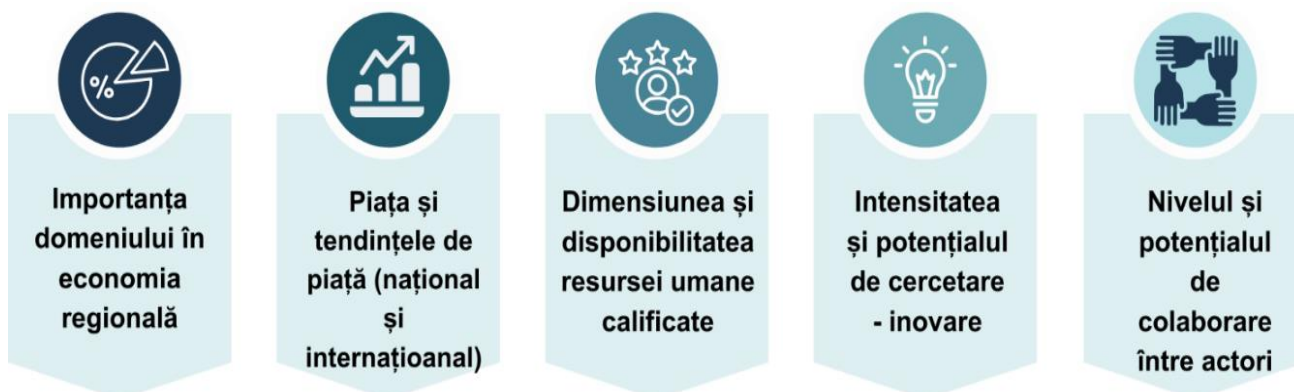 %
Importanța
domeniului în
economia
regională
Piața și
tendințele de
piață (național
și
internațioanal)
Dimensiunea și
disponibilitatea
resursei umane
calificate
Intensitatea
și potențialul
de cercetare
- inovare
Nivelul și
potențialul
de
colaborare
între actori